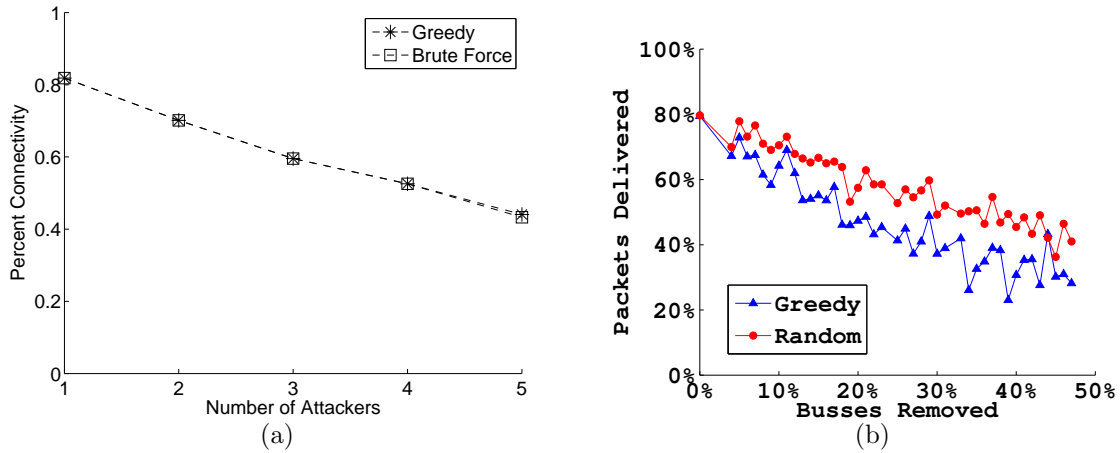 1
0.8
0.6
0.4
0.2
0
Percent Connectivity
Greedy
Brute Force
1
2
3
4
5
Number of Attackers
(a)
100%
80%
60%
40%
20%
0%
Packets Delivered
Greedy
Random
0%
10%
20%
30%
40%
50%
Busses Removed
(b)